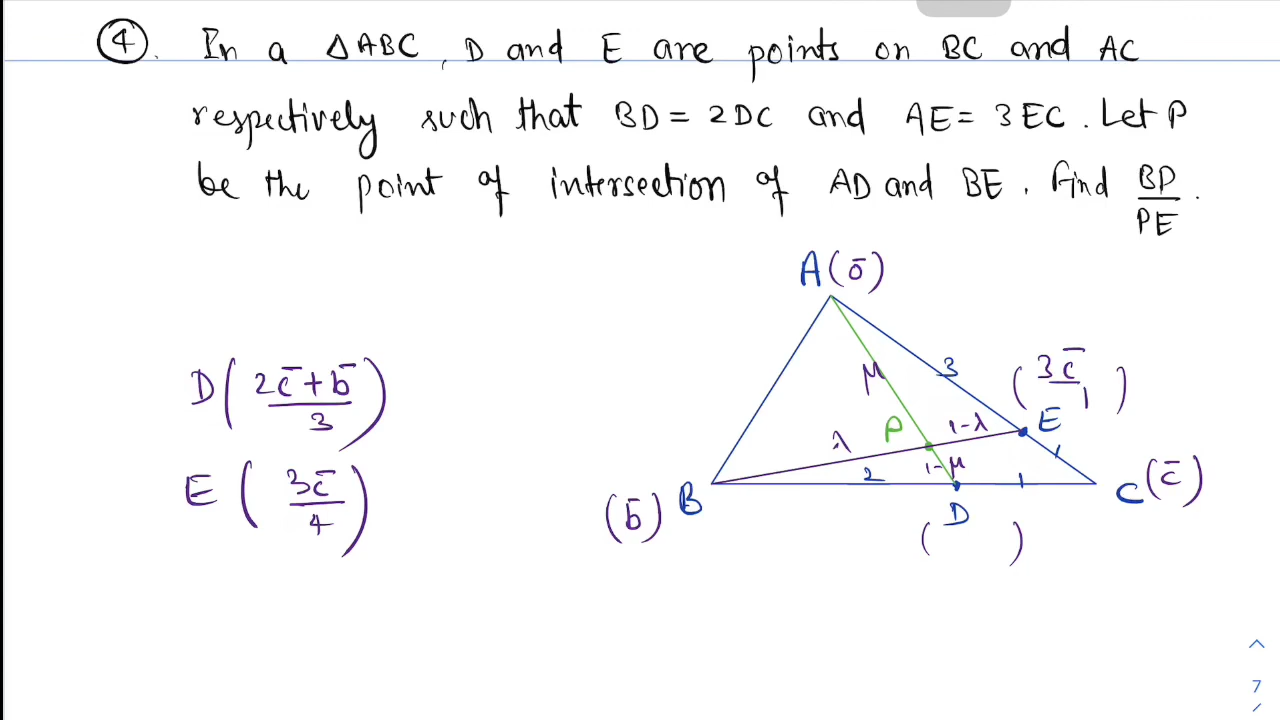 4. In a △ABC, D and E are points on BC and AC
respectively such that BD = 2DC and AE = 3EC. Let P
be the point of intersection of AD and BE. Find BP/PE.
A(ō)
D( (2c̄ + b̄)/3 )
μ
3
( 3c̄/1 )
P
1-λ
E
λ
1-μ
1
2
1
E( 3c̄/4 )
(b̄) B
D
C(c̄)
( )
7